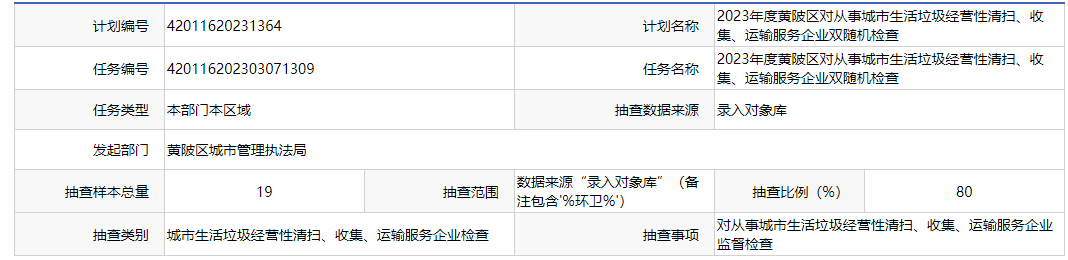 计划编号 42011620231364 计划名称 2023年度黄陂区对从事城市生活垃圾经营性清扫、收
集、运输服务企业双随机检查
任务编号 420116202303071309 任务名称 2023年度黄陂区对从事城市生活垃圾经营性清扫、收
集、运输服务企业双随机检查
任务类型 本部门本区域 抽查数据来源 录入对象库
发起部门 黄陂区城市管理执法局
抽查样本总量 19 抽查范围 数据来源“录入对象库”（备
注包含'%环卫%'） 抽查比例（%） 80
抽查类别 城市生活垃圾经营性清扫、收集、运输服务企业检查 抽查事项 对从事城市生活垃圾经营性清扫、收集、运输服务企业
监督检查